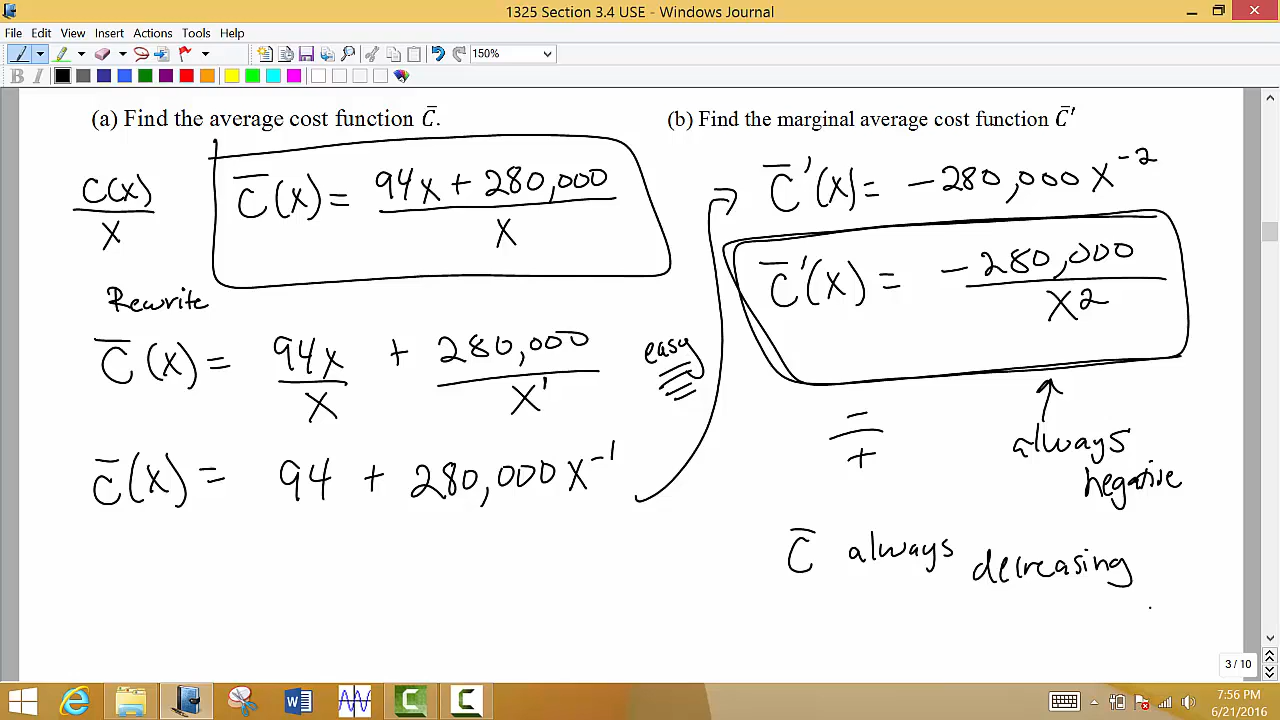 1325 Section 3.4 USE - Windows Journal
File Edit View Insert Actions Tools Help
150%
B I
(a) Find the average cost function C̄.
(b) Find the marginal average cost function C̄′
C(x)/x
C̄(x) = (94x + 280,000)/x
Rewrite
C̄(x) = 94x/x + 280,000/x¹
easy
C̄(x) = 94 + 280,000x⁻¹
C̄′(x) = -280,000x⁻²
C̄′(x) = -280,000/x²
-/+
always
negative
C̄ always decreasing
3 / 10
7:56 PM
6/21/2016